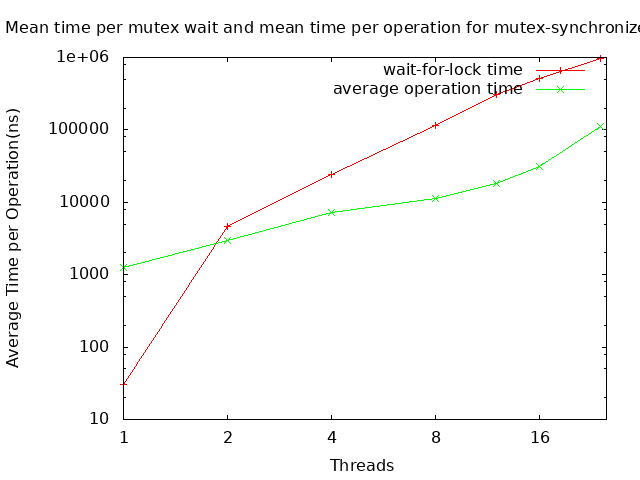 Mean time per mutex wait and mean time per operation for mutex-synchronize
wait-for-lock time
average operation time
Average Time per Operation(ns)
1e+06
100000
10000
1000
100
10
1 2 4 8 16
Threads